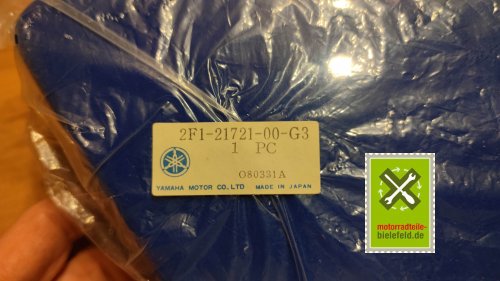 2F1-21721-00-G3
1 PC
O80331A
YAMAHA MOTOR CO., LTD MADE IN JAPAN
motorradteile-
bielefeld.de